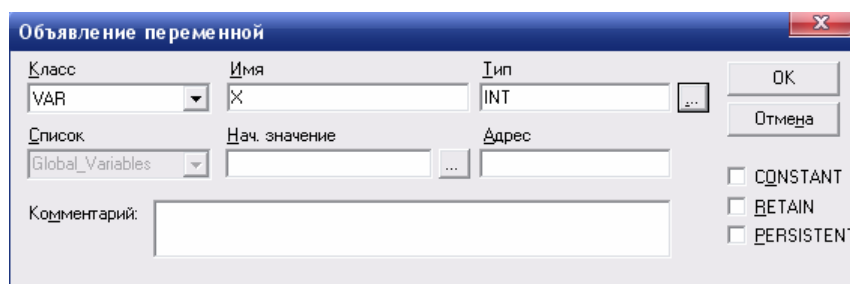 Объявление переменной
Класс Имя Тип
VAR X INT ... OK
Список Нач. значение Адрес Отмена
Global_Variables ...
CONSTANT
Комментарий: RETAIN
PERSISTENT